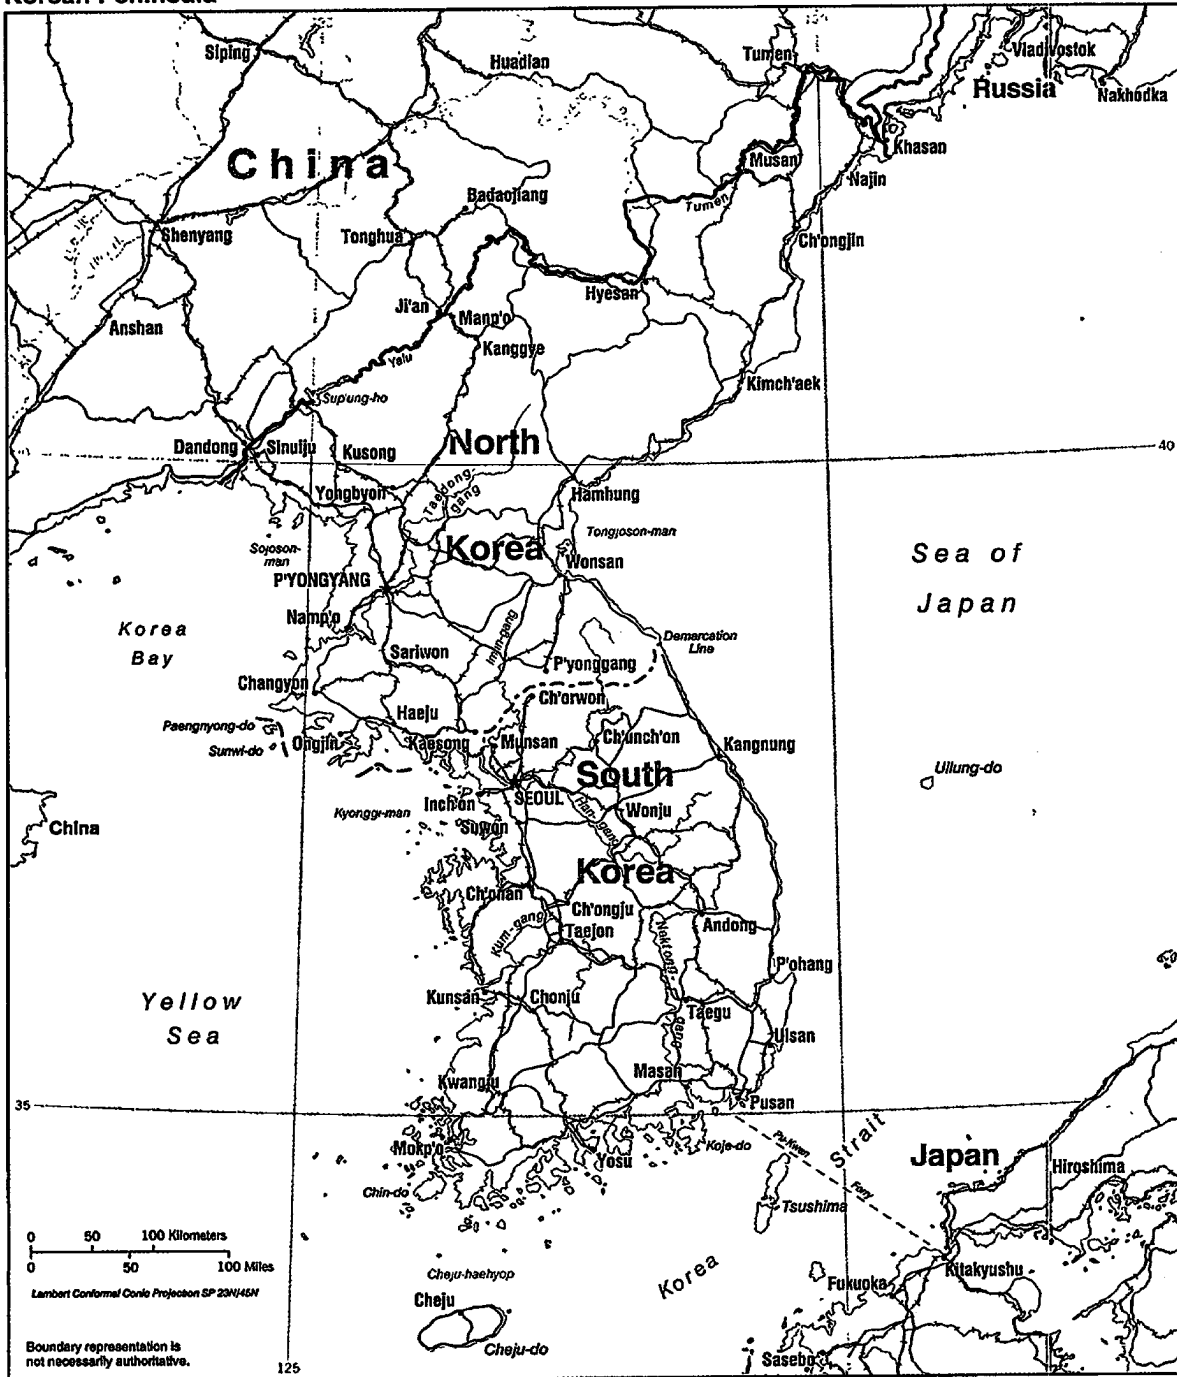 Korean Peninsula
Siping
Huadian
Tumen
Vladivostok
Russia
Nakhodka
China
Musan
Khasan
Najin
Badaojiang
Tumen
Shenyang
Tonghua
Ch'ongjin
Hyesan
Ji'an
Manp'o
Anshan
Kanggye
Yalu
Kimch'aek
Sup'ung-ho
North
Dandong
Sinuiju
Kusong
40
Yongbyon
Taedong-
gang
Hamhung
Tongjoson-man
Sojoson-
man
Korea
Wonsan
Sea of
Japan
P'YONGYANG
Namp'o
Korea
Bay
Imjin-gang
Demarcation
Line
Sariwon
P'yonggang
Changyon
Ch'orwon
Haeju
Paengnyong-do
Sunwi-do
Ongjin
Kaesong
Munsan
Ch'unch'on
Kangnung
South
Ullung-do
SEOUL
Inch'on
Han-gang
Wonju
Kyonggi-man
Suwon
China
Korea
Ch'onan
Ch'ongju
Kum-gang
Andong
Taejon
Naktong-
gang
P'ohang
Yellow
Sea
Kunsan
Chonju
Taegu
Ulsan
Masan
Kwangju
35
Pusan
Mokp'o
Yosu
Koje-do
Pu-Kwan
Ferry
Strait
Japan
Hiroshima
Chin-do
Tsushima
0 50 100 Kilometers
0 50 100 Miles
Lambert Conformal Conic Projection SP 23N/45N
Korea
Cheju-haehyop
Kitakyushu
Fukuoka
Cheju
Cheju-do
Boundary representation is
not necessarily authoritative.
125
Sasebo